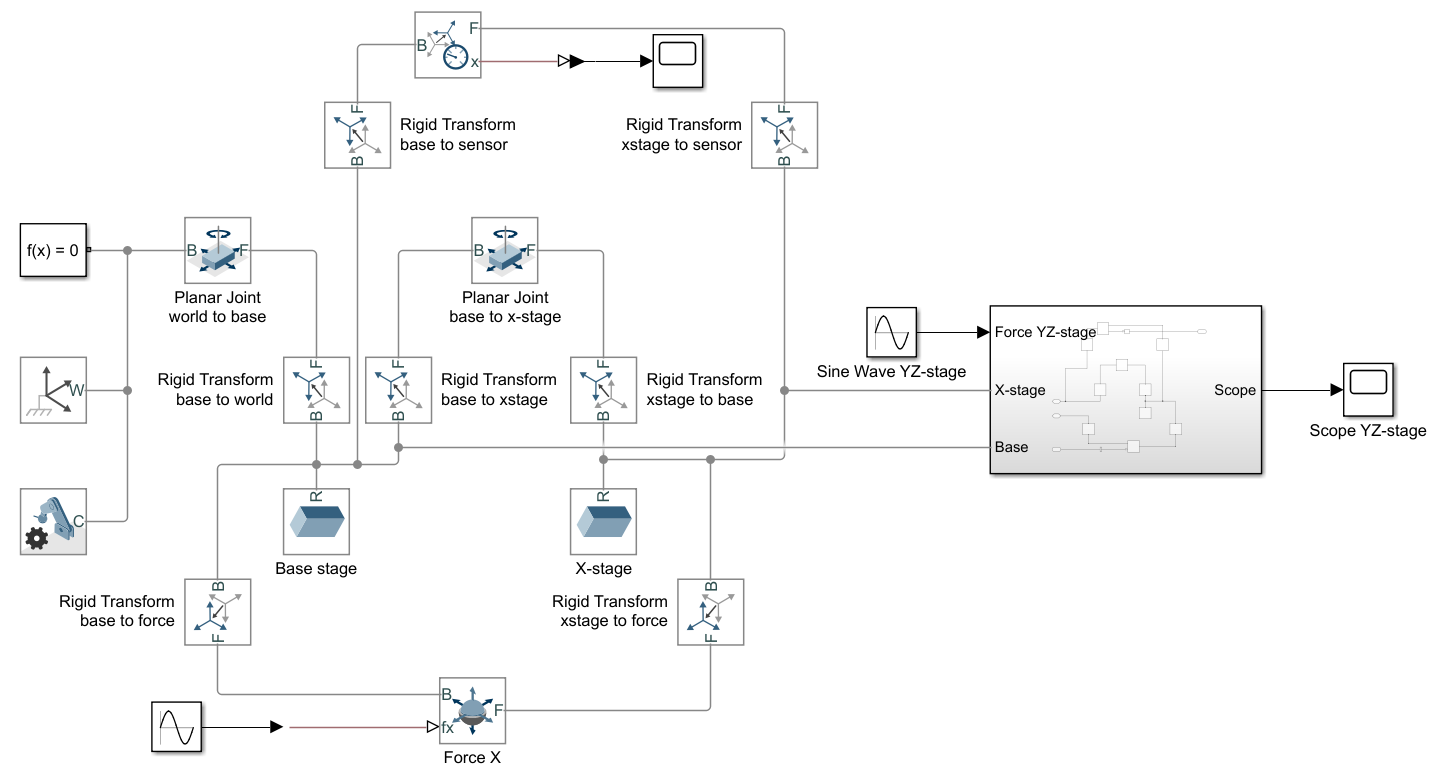 F
B
x
F
Rigid Transform
base to sensor
B
Rigid Transform
xstage to sensor
F
B
f(x) = 0
B
F
Planar Joint
world to base
B
F
Planar Joint
base to x-stage
W
Rigid Transform
base to world
F
B
F
B
Rigid Transform
base to xstage
F
B
Rigid Transform
xstage to base
Sine Wave YZ-stage
Force YZ-stage
X-stage
Base
Scope
Scope YZ-stage
C
R
Base stage
R
X-stage
Rigid Transform
base to force
B
F
Rigid Transform
xstage to force
B
F
B
F
fx
Force X